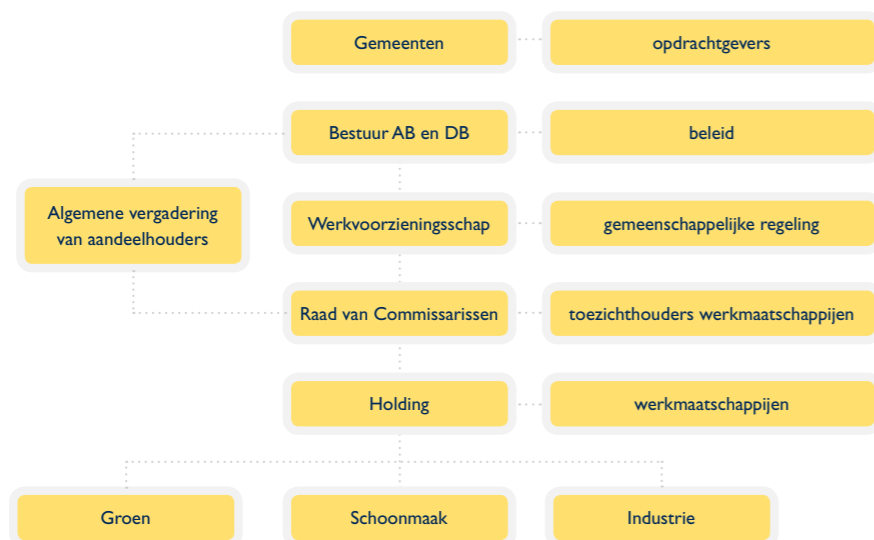 Gemeenten
opdrachtgevers
Bestuur AB en DB
beleid
Algemene vergadering
van aandeelhouders
Werkvoorzieningsschap
gemeenschappelijke regeling
Raad van Commissarissen
toezichthouders werkmaatschappijen
Holding
werkmaatschappijen
Groen
Schoonmaak
Industrie